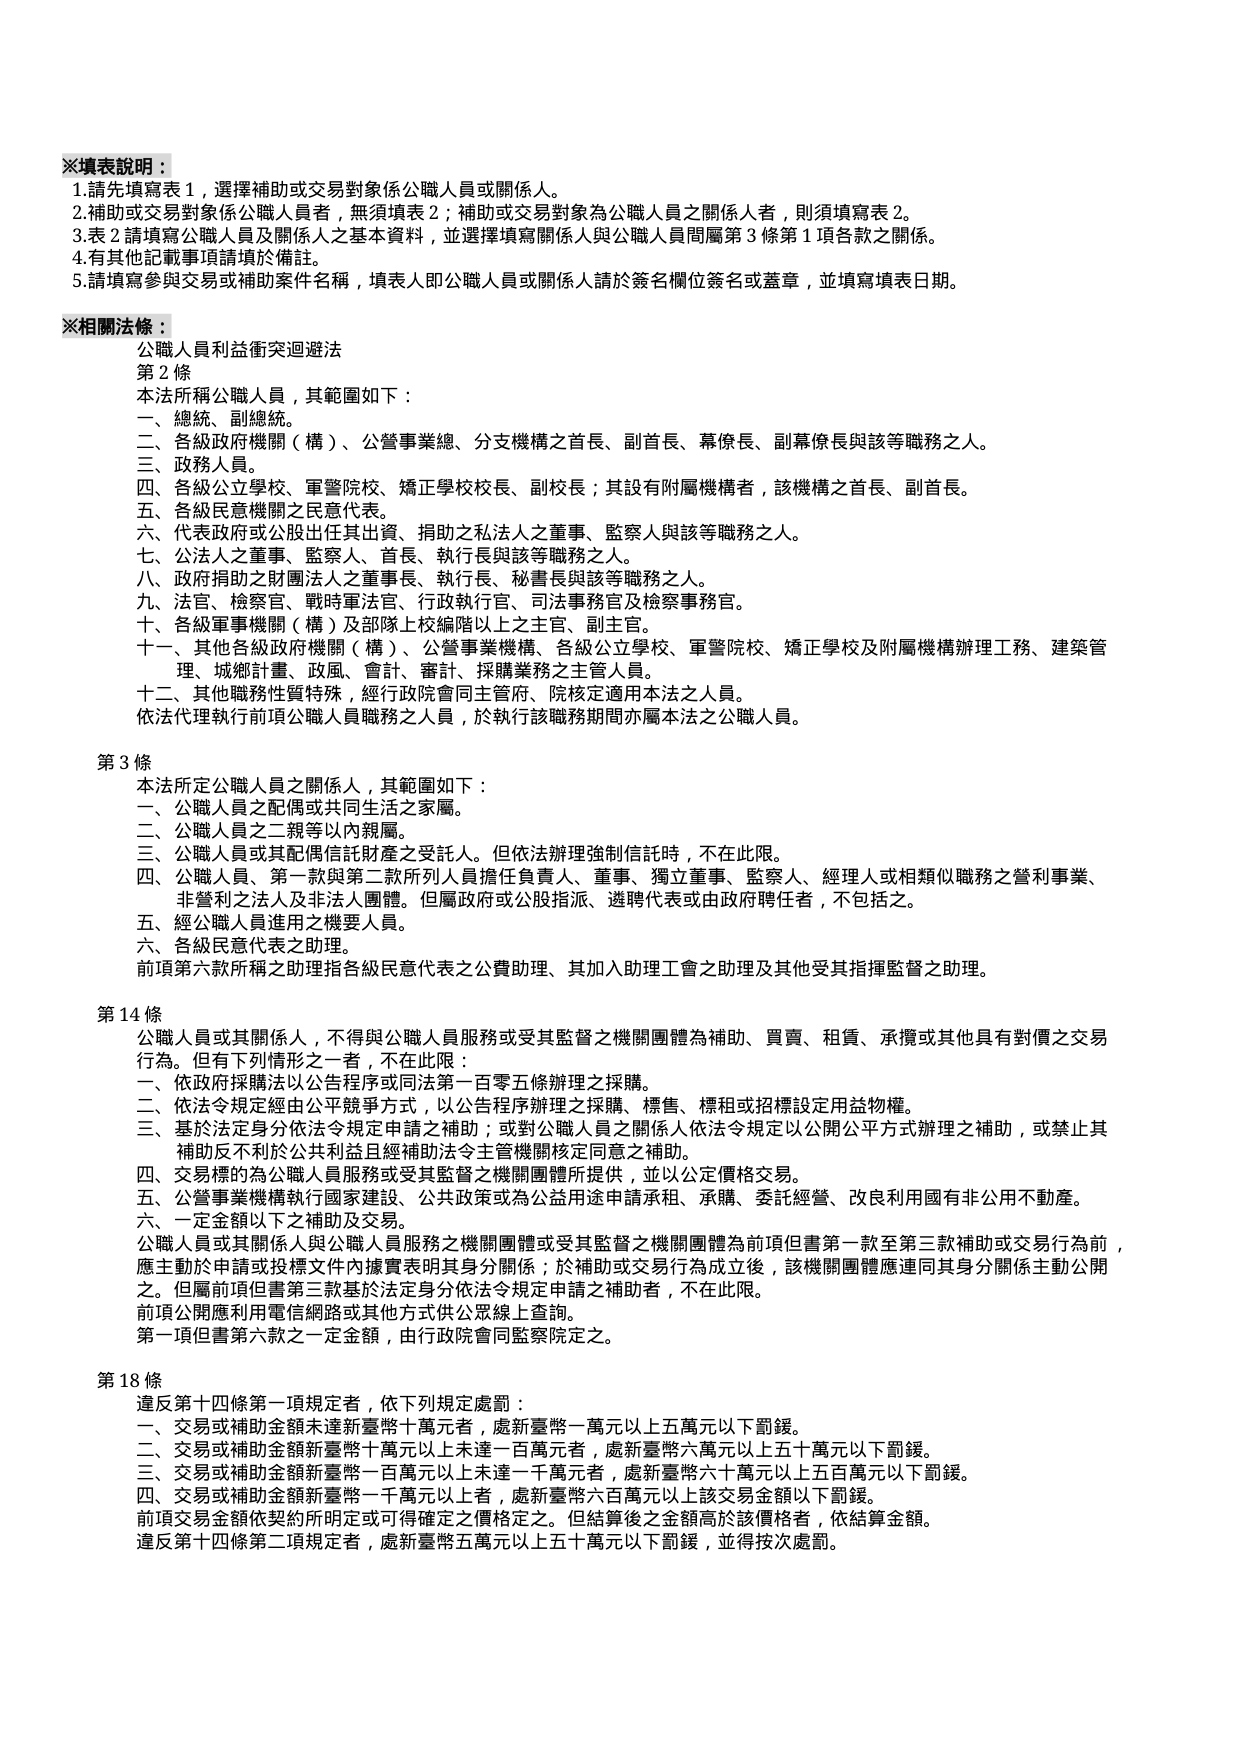 ※填表說明：
1.請先填寫表 1，選擇補助或交易對象係公職人員或關係人。
2.補助或交易對象係公職人員者，無須填表 2；補助或交易對象為公職人員之關係人者，則須填寫表 2。
3.表 2 請填寫公職人員及關係人之基本資料，並選擇填寫關係人與公職人員間屬第 3 條第 1 項各款之關係。
4.有其他記載事項請填於備註。
5.請填寫參與交易或補助案件名稱，填表人即公職人員或關係人請於簽名欄位簽名或蓋章，並填寫填表日期。
※相關法條：
公職人員利益衝突迴避法
第 2 條
本法所稱公職人員，其範圍如下：
一、總統、副總統。
二、各級政府機關（構）、公營事業總、分支機構之首長、副首長、幕僚長、副幕僚長與該等職務之人。
三、政務人員。
四、各級公立學校、軍警院校、矯正學校校長、副校長；其設有附屬機構者，該機構之首長、副首長。
五、各級民意機關之民意代表。
六、代表政府或公股出任其出資、捐助之私法人之董事、監察人與該等職務之人。
七、公法人之董事、監察人、首長、執行長與該等職務之人。
八、政府捐助之財團法人之董事長、執行長、秘書長與該等職務之人。
九、法官、檢察官、戰時軍法官、行政執行官、司法事務官及檢察事務官。
十、各級軍事機關（構）及部隊上校編階以上之主官、副主官。
十一、其他各級政府機關（構）、公營事業機構、各級公立學校、軍警院校、矯正學校及附屬機構辦理工務、建築管
理、城鄉計畫、政風、會計、審計、採購業務之主管人員。
十二、其他職務性質特殊，經行政院會同主管府、院核定適用本法之人員。
依法代理執行前項公職人員職務之人員，於執行該職務期間亦屬本法之公職人員。
第 3 條
本法所定公職人員之關係人，其範圍如下：
一、公職人員之配偶或共同生活之家屬。
二、公職人員之二親等以內親屬。
三、公職人員或其配偶信託財產之受託人。但依法辦理強制信託時，不在此限。
四、公職人員、第一款與第二款所列人員擔任負責人、董事、獨立董事、監察人、經理人或相類似職務之營利事業、
非營利之法人及非法人團體。但屬政府或公股指派、遴聘代表或由政府聘任者，不包括之。
五、經公職人員進用之機要人員。
六、各級民意代表之助理。
前項第六款所稱之助理指各級民意代表之公費助理、其加入助理工會之助理及其他受其指揮監督之助理。
第 14 條
公職人員或其關係人，不得與公職人員服務或受其監督之機關團體為補助、買賣、租賃、承攬或其他具有對價之交易
行為。但有下列情形之一者，不在此限：
一、依政府採購法以公告程序或同法第一百零五條辦理之採購。
二、依法令規定經由公平競爭方式，以公告程序辦理之採購、標售、標租或招標設定用益物權。
三、基於法定身分依法令規定申請之補助；或對公職人員之關係人依法令規定以公開公平方式辦理之補助，或禁止其
補助反不利於公共利益且經補助法令主管機關核定同意之補助。
四、交易標的為公職人員服務或受其監督之機關團體所提供，並以公定價格交易。
五、公營事業機構執行國家建設、公共政策或為公益用途申請承租、承購、委託經營、改良利用國有非公用不動產。
六、一定金額以下之補助及交易。
公職人員或其關係人與公職人員服務之機關團體或受其監督之機關團體為前項但書第一款至第三款補助或交易行為前，
應主動於申請或投標文件內據實表明其身分關係；於補助或交易行為成立後，該機關團體應連同其身分關係主動公開
之。但屬前項但書第三款基於法定身分依法令規定申請之補助者，不在此限。
前項公開應利用電信網路或其他方式供公眾線上查詢。
第一項但書第六款之一定金額，由行政院會同監察院定之。
第 18 條
違反第十四條第一項規定者，依下列規定處罰：
一、交易或補助金額未達新臺幣十萬元者，處新臺幣一萬元以上五萬元以下罰鍰。
二、交易或補助金額新臺幣十萬元以上未達一百萬元者，處新臺幣六萬元以上五十萬元以下罰鍰。
三、交易或補助金額新臺幣一百萬元以上未達一千萬元者，處新臺幣六十萬元以上五百萬元以下罰鍰。
四、交易或補助金額新臺幣一千萬元以上者，處新臺幣六百萬元以上該交易金額以下罰鍰。
前項交易金額依契約所明定或可得確定之價格定之。但結算後之金額高於該價格者，依結算金額。
違反第十四條第二項規定者，處新臺幣五萬元以上五十萬元以下罰鍰，並得按次處罰。